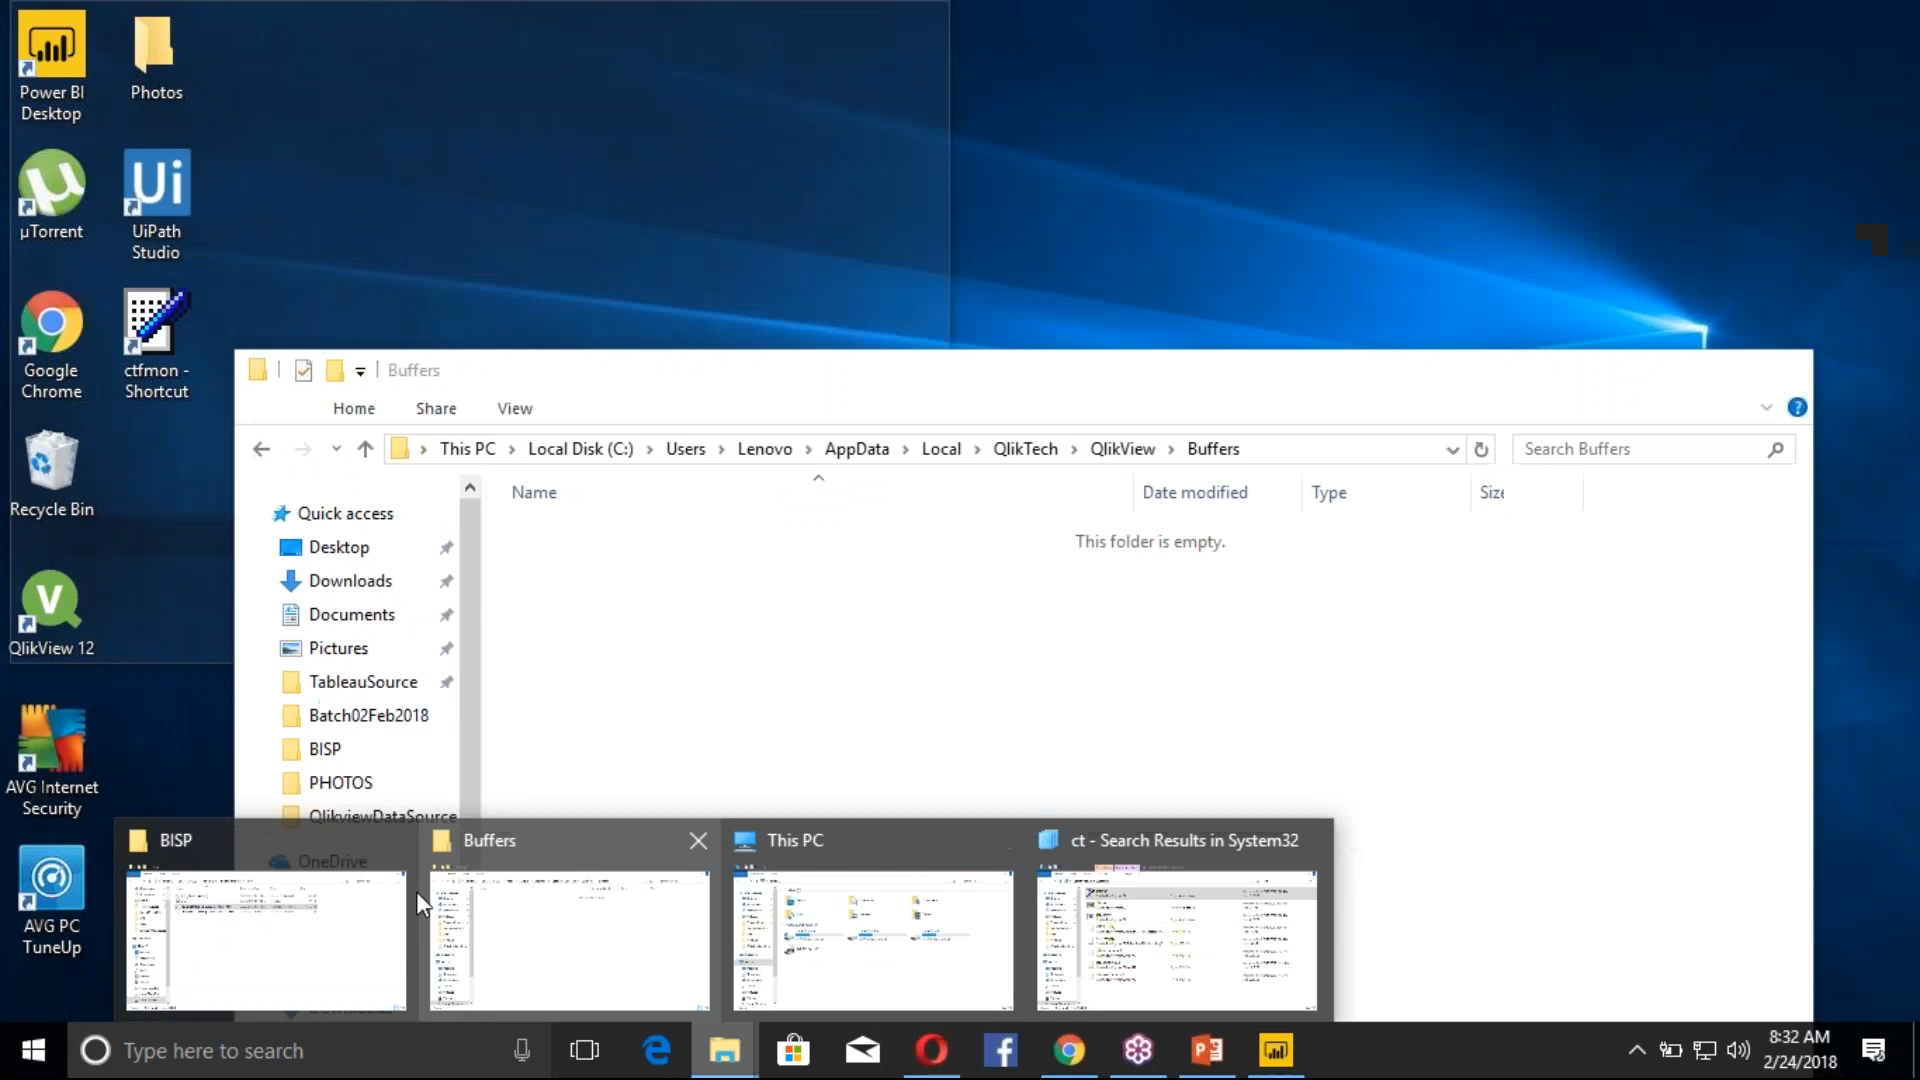 Power BI
Desktop
Photos
µTorrent
UiPath
Studio
Google
Chrome
ctfmon -
Shortcut
Recycle Bin
QlikView 12
AVG Internet
Security
AVG PC
TuneUp
Buffers
Home Share View
This PC Local Disk (C:) Users Lenovo AppData Local QlikTech QlikView Buffers
Search Buffers
Name Date modified Type Size
This folder is empty.
Quick access
Desktop
Downloads
Documents
Pictures
TableauSource
Batch02Feb2018
BISP
PHOTOS
QlikviewDataSource
OneDrive
BISP
Buffers
This PC
ct - Search Results in System32
Type here to search
8:32 AM
2/24/2018